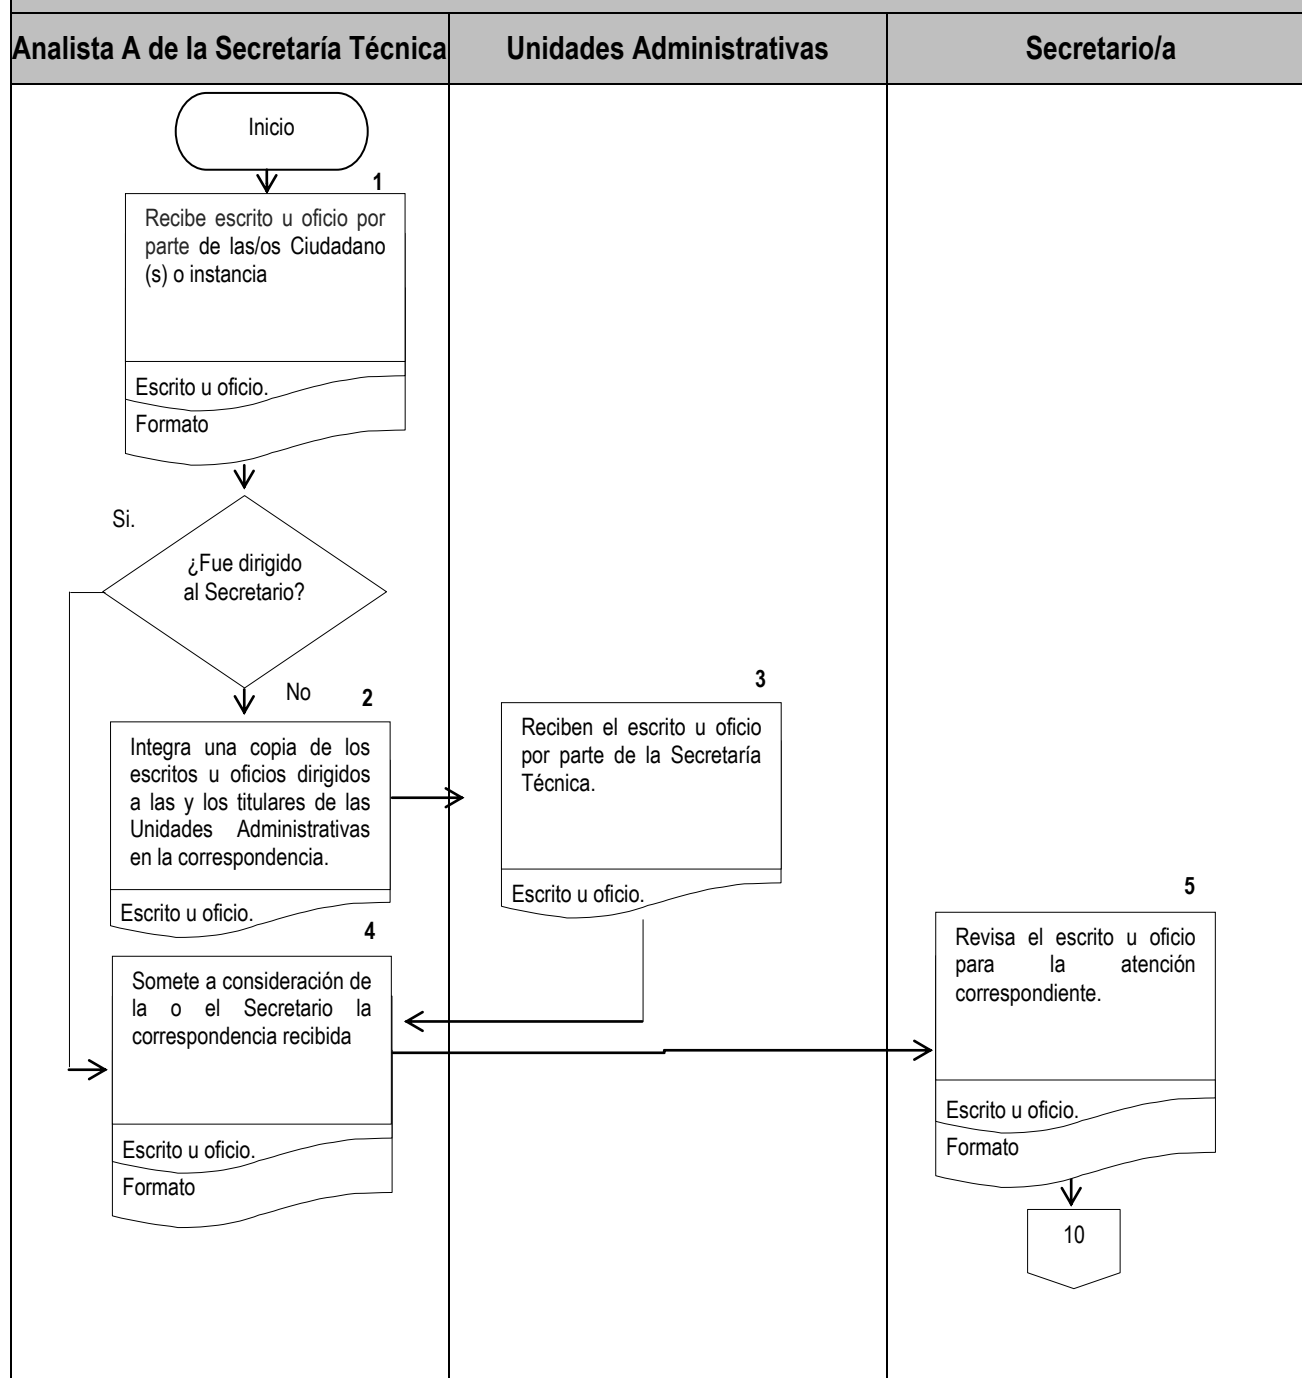 Analista A de la Secretaría Técnica
Unidades Administrativas
Secretario/a
Inicio
1
Recibe escrito u oficio por
parte de las/os Ciudadano
(s) o instancia
Escrito u oficio.
Formato
Si.
¿Fue dirigido
al Secretario?
No
2
Integra una copia de los
escritos u oficios dirigidos
a las y los titulares de las
Unidades Administrativas
en la correspondencia.
Escrito u oficio.
3
Reciben el escrito u oficio
por parte de la Secretaría
Técnica.
Escrito u oficio.
4
Somete a consideración de
la o el Secretario la
correspondencia recibida
Escrito u oficio.
Formato
5
Revisa el escrito u oficio
para la atención
correspondiente.
Escrito u oficio.
Formato
10